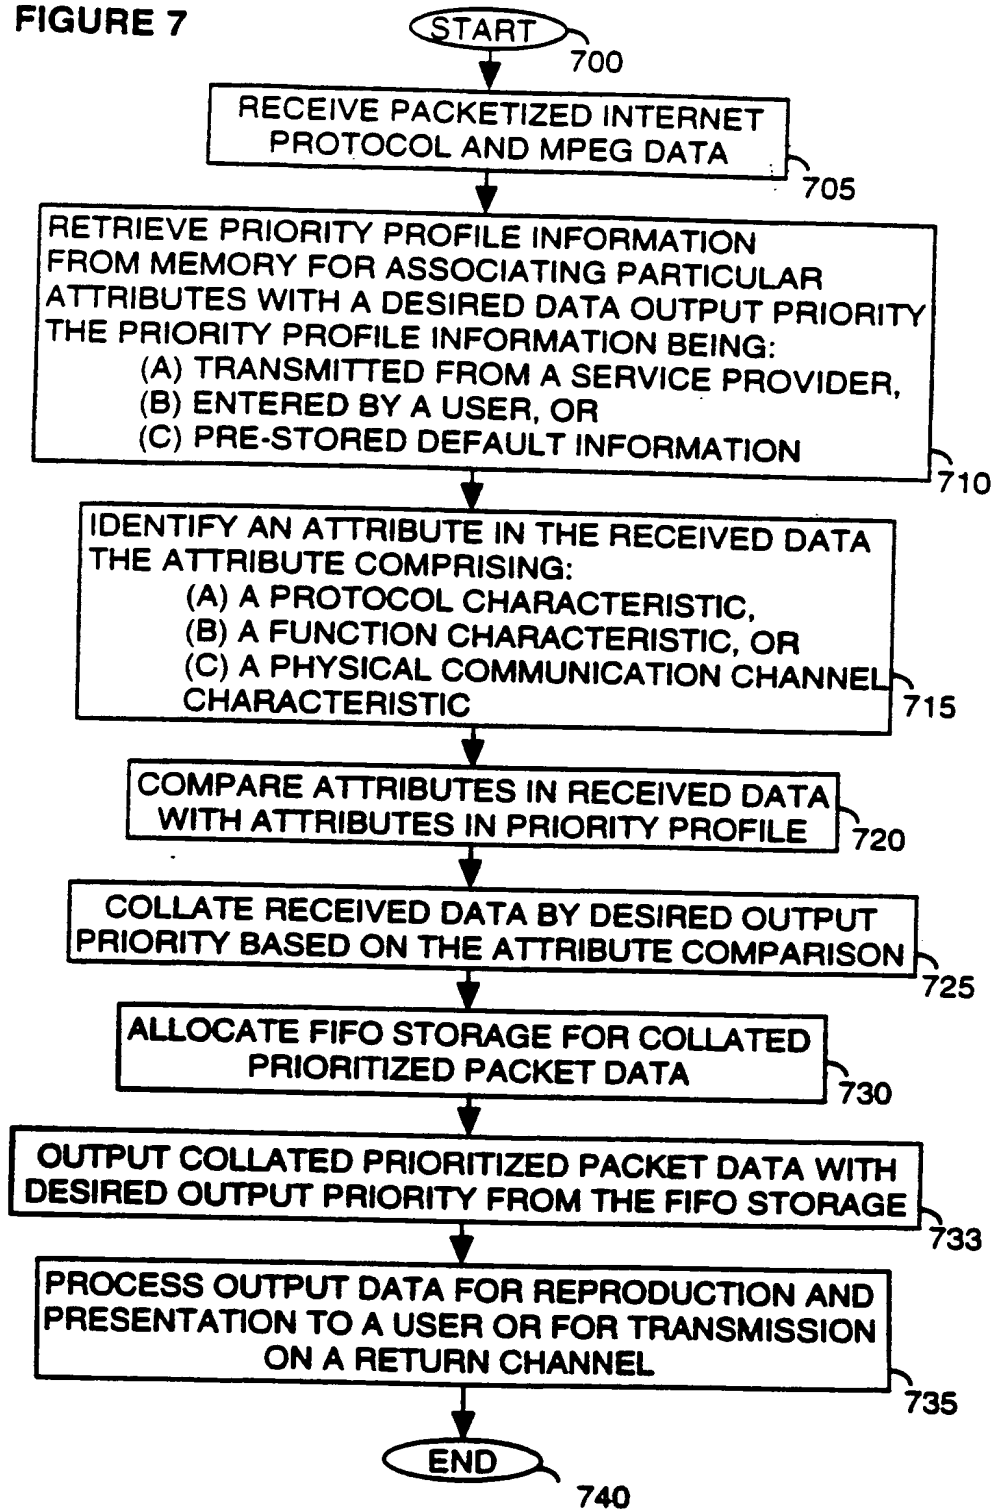 FIGURE 7
START
700
RECEIVE PACKETIZED INTERNET
PROTOCOL AND MPEG DATA
705
RETRIEVE PRIORITY PROFILE INFORMATION
FROM MEMORY FOR ASSOCIATING PARTICULAR
ATTRIBUTES WITH A DESIRED DATA OUTPUT PRIORITY
THE PRIORITY PROFILE INFORMATION BEING:
(A) TRANSMITTED FROM A SERVICE PROVIDER,
(B) ENTERED BY A USER, OR
(C) PRE-STORED DEFAULT INFORMATION
710
IDENTIFY AN ATTRIBUTE IN THE RECEIVED DATA
THE ATTRIBUTE COMPRISING:
(A) A PROTOCOL CHARACTERISTIC,
(B) A FUNCTION CHARACTERISTIC, OR
(C) A PHYSICAL COMMUNICATION CHANNEL
CHARACTERISTIC
715
COMPARE ATTRIBUTES IN RECEIVED DATA
WITH ATTRIBUTES IN PRIORITY PROFILE
720
COLLATE RECEIVED DATA BY DESIRED OUTPUT
PRIORITY BASED ON THE ATTRIBUTE COMPARISON
725
ALLOCATE FIFO STORAGE FOR COLLATED
PRIORITIZED PACKET DATA
730
OUTPUT COLLATED PRIORITIZED PACKET DATA WITH
DESIRED OUTPUT PRIORITY FROM THE FIFO STORAGE
733
PROCESS OUTPUT DATA FOR REPRODUCTION AND
PRESENTATION TO A USER OR FOR TRANSMISSION
ON A RETURN CHANNEL
735
END
740